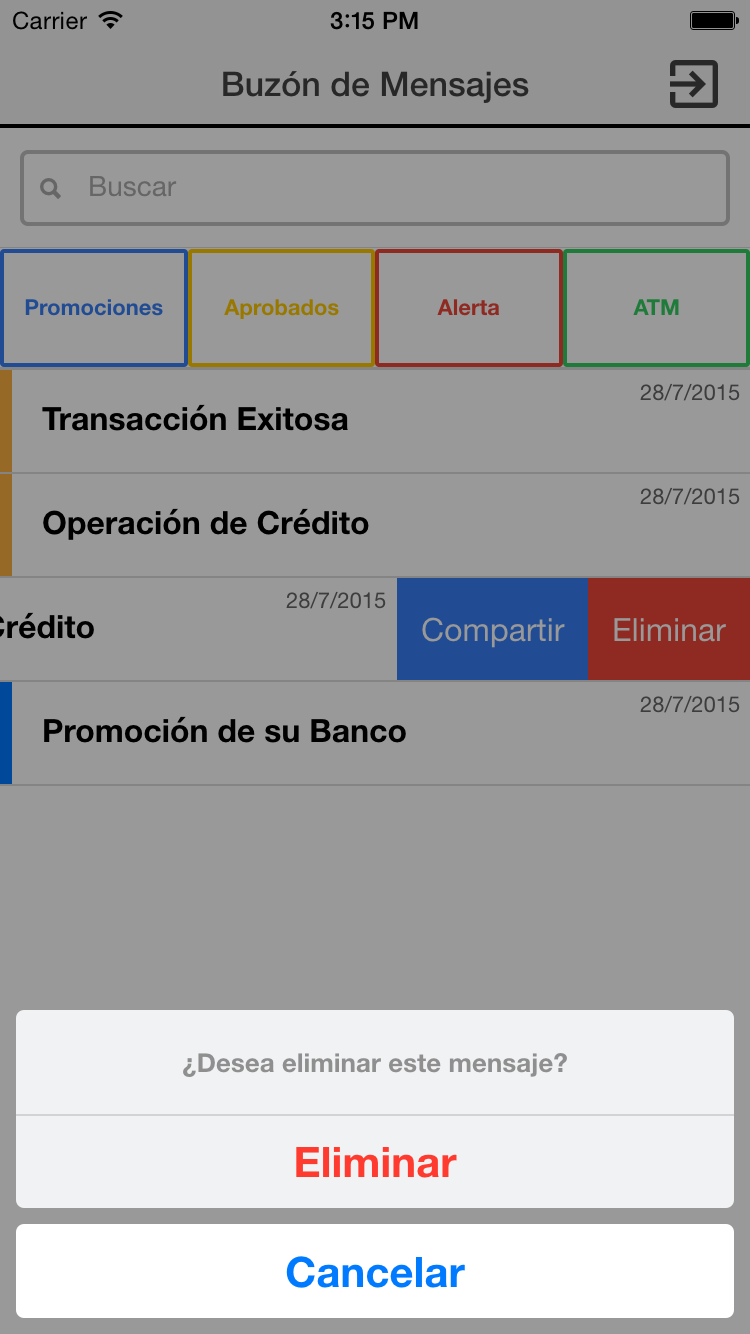 Carrier 3:15 PM
Buzón de Mensajes
Buscar
Promociones Aprobados Alerta ATM
28/7/2015
Transacción Exitosa
28/7/2015
Operación de Crédito
28/7/2015
Crédito Compartir Eliminar
28/7/2015
Promoción de su Banco
¿Desea eliminar este mensaje?
Eliminar
Cancelar